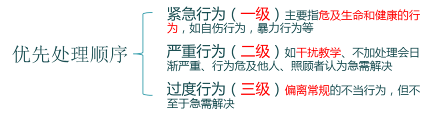 优先处理顺序
紧急行为（一级）主要指危及生命和健康的行
为，如自伤行为，暴力行为等
严重行为（二级）如干扰教学、不加处理会日
渐严重、行为危及他人、照顾者认为急需解决
过度行为（三级）偏离常规的不当行为，但不
至于急需解决